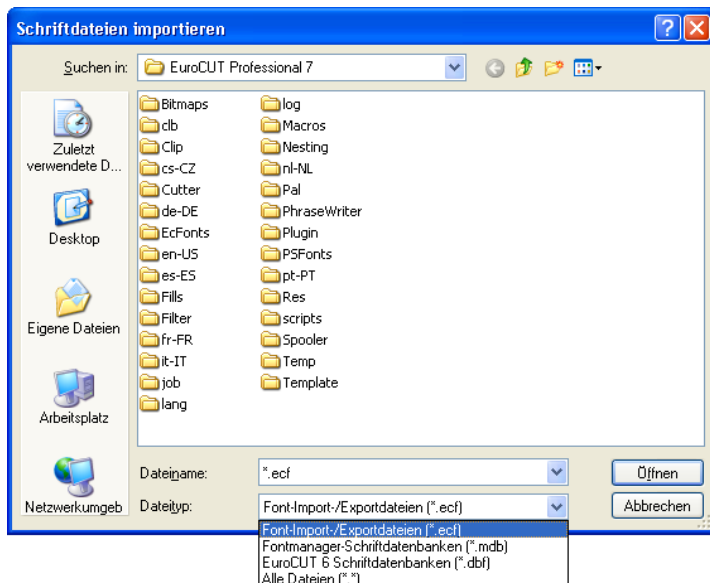 Schriftdateien importieren
Suchen in: EuroCUT Professional 7
Zuletzt
verwendete D...
Desktop
Eigene Dateien
Arbeitsplatz
Netzwerkumgeb
Bitmaps
clb
Clip
cs-CZ
Cutter
de-DE
EcFonts
en-US
es-ES
Fills
Filter
fr-FR
it-IT
job
lang
log
Macros
Nesting
nl-NL
Pal
PhraseWriter
Plugin
PSFonts
pt-PT
Res
scripts
Spooler
Temp
Template
Dateiname: *.ecf Öffnen
Dateityp: Font-Import-/Exportdateien (*.ecf) Abbrechen
Font-Import-/Exportdateien (*.ecf)
Fontmanager-Schriftdatenbanken (*.mdb)
EuroCUT 6 Schriftdatenbanken (*.dbf)
Alle Dateien (*.*)